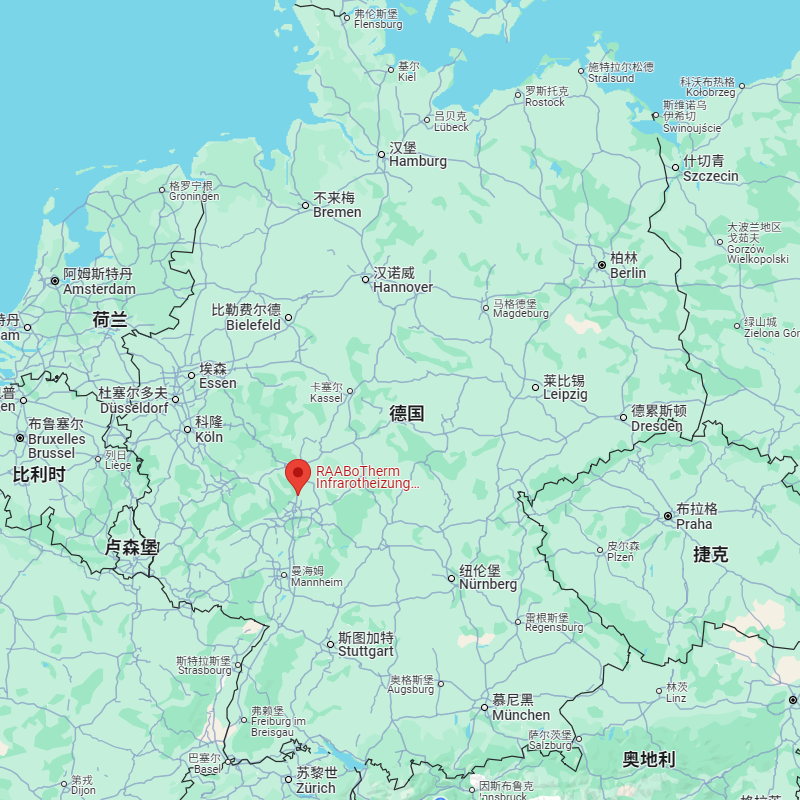 弗伦斯堡
Flensburg
基尔
Kiel
施特拉尔松德
Stralsund
科沃布热格
Kołobrzeg
罗斯托克
Rostock
斯维诺乌
伊希切
Świnoujście
吕贝克
Lübeck
汉堡
Hamburg
什切青
Szczecin
格罗宁根
Groningen
不来梅
Bremen
大波兰地区
戈茹夫
Gorzów
Wielkopolski
柏林
Berlin
阿姆斯特丹
Amsterdam
汉诺威
Hannover
马格德堡
Magdeburg
比勒费尔德
Bielefeld
特丹
am
荷兰
绿山城
Zielona Gór
埃森
Essen
卡塞尔
Kassel
莱比锡
Leipzig
普
en
杜塞尔多夫
Düsseldorf
德国
德累斯顿
Dresden
科隆
Köln
布鲁塞尔
Bruxelles
Brussel
列日
Liège
比利时
RAABoTherm
Infrarotheizung...
布拉格
Praha
卢森堡
皮尔森
Plzeň
捷克
曼海姆
Mannheim
纽伦堡
Nürnberg
雷根斯堡
Regensburg
斯图加特
Stuttgart
斯特拉斯堡
Strasbourg
奥格斯堡
Augsburg
林茨
Linz
慕尼黑
München
弗赖堡
Freiburg im
Breisgau
萨尔茨堡
Salzburg
巴塞尔
Basel
奥地利
苏黎世
Zürich
第戎
Dijon
因斯布鲁克
Innsbruck
格拉茨